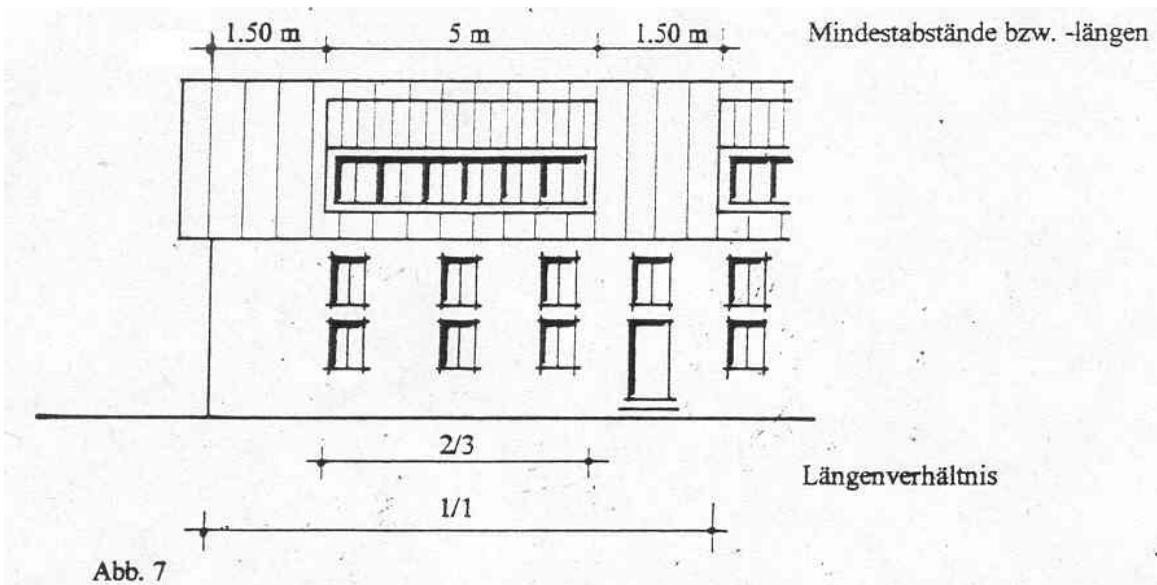 1.50 m 5 m 1.50 m Mindestabstände bzw. -längen
2/3
Längenverhältnis
1/1
Abb. 7